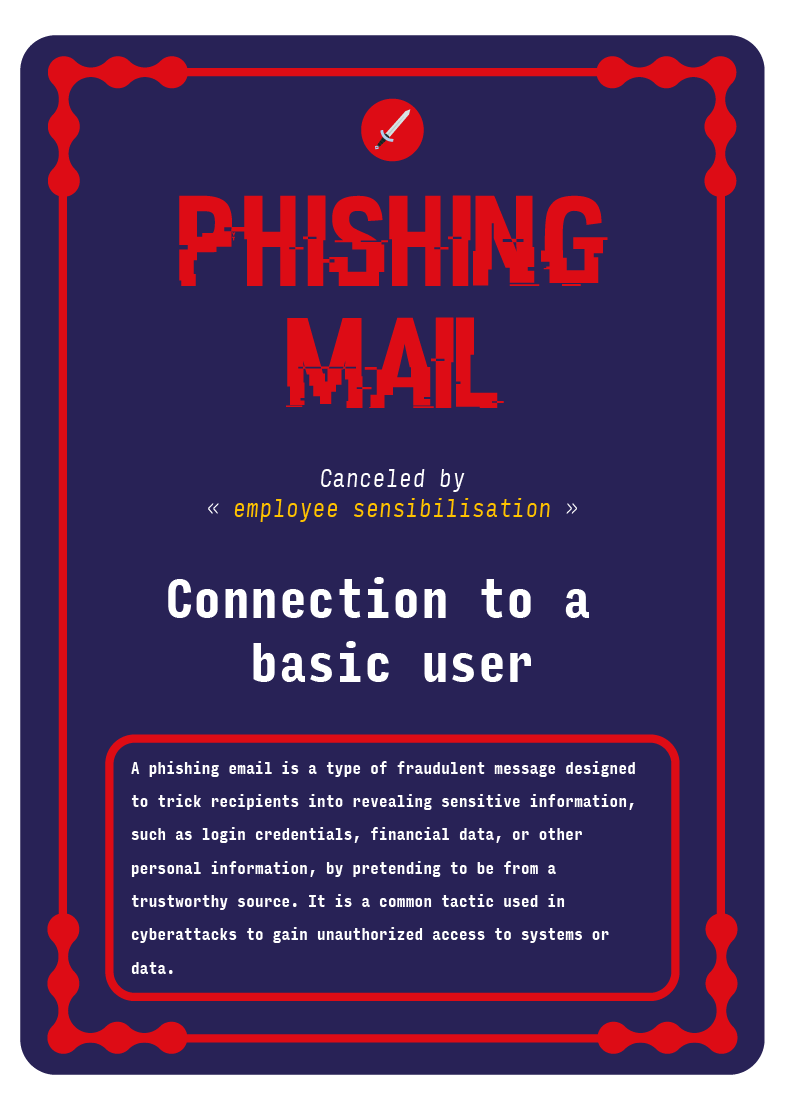 PHISHING
MAIL
Canceled by
« employee sensibilisation »
Connection to a
basic user
A phishing email is a type of fraudulent message designed
to trick recipients into revealing sensitive information,
such as login credentials, financial data, or other
personal information, by pretending to be from a
trustworthy source. It is a common tactic used in
cyberattacks to gain unauthorized access to systems or
data.